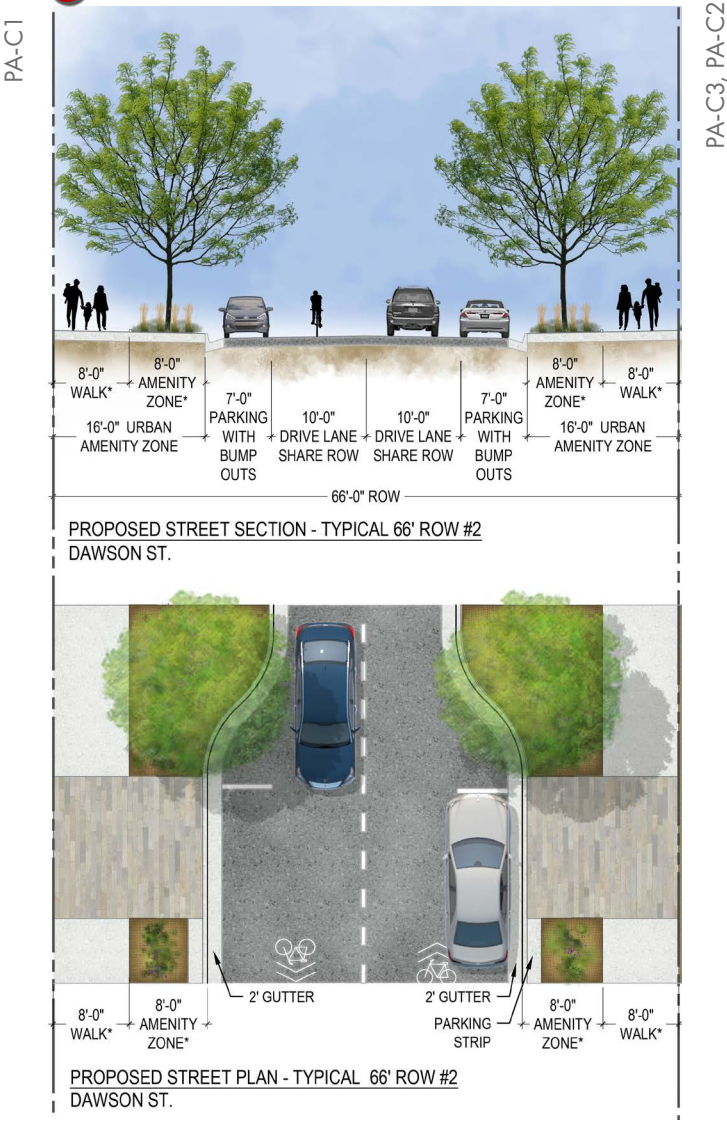 PA-C1
PA-C3, PA-C2
8'-0"
WALK*
8'-0"
AMENITY
ZONE*
16'-0" URBAN
AMENITY ZONE
7'-0"
PARKING
WITH
BUMP
OUTS
10'-0"
DRIVE LANE
SHARE ROW
10'-0"
DRIVE LANE
SHARE ROW
7'-0"
PARKING
WITH
BUMP
OUTS
8'-0"
AMENITY
ZONE*
8'-0"
WALK*
16'-0" URBAN
AMENITY ZONE
66'-0" ROW
PROPOSED STREET SECTION - TYPICAL 66' ROW #2
DAWSON ST.
2' GUTTER
2' GUTTER
PARKING
STRIP
8'-0"
WALK*
8'-0"
AMENITY
ZONE*
8'-0"
AMENITY
ZONE*
8'-0"
WALK*
PROPOSED STREET PLAN - TYPICAL 66' ROW #2
DAWSON ST.